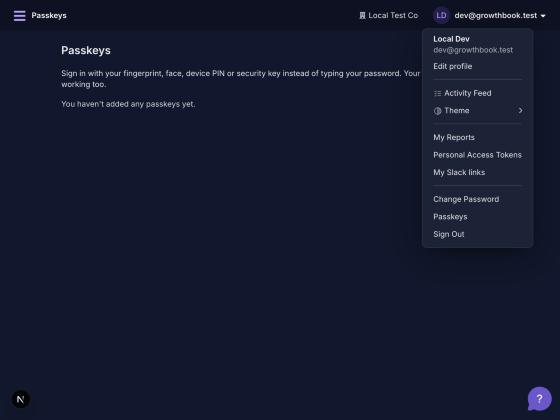 Passkeys
Local Test Co
LD
dev@growthbook.test
Passkeys
Sign in with your fingerprint, face, device PIN or security key instead of typing your password. Your
working too.
You haven't added any passkeys yet.
Local Dev
dev@growthbook.test
Edit profile
Activity Feed
Theme
My Reports
Personal Access Tokens
My Slack links
Change Password
Passkeys
Sign Out
N
?